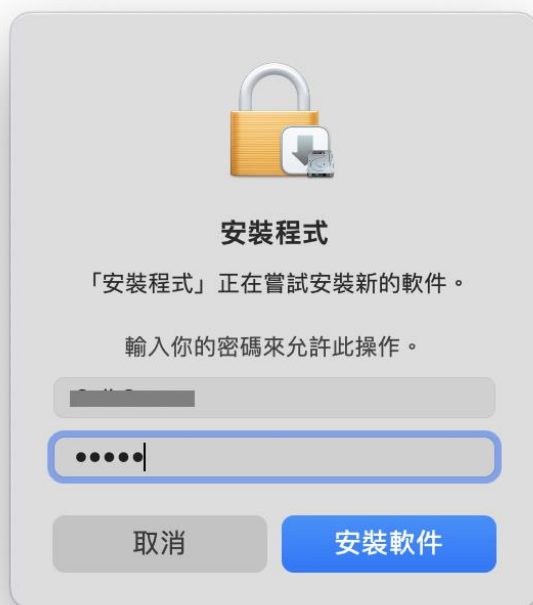 安裝程式
「安裝程式」正在嘗試安裝新的軟件。
輸入你的密碼來允許此操作。
•••••
取消
安裝軟件